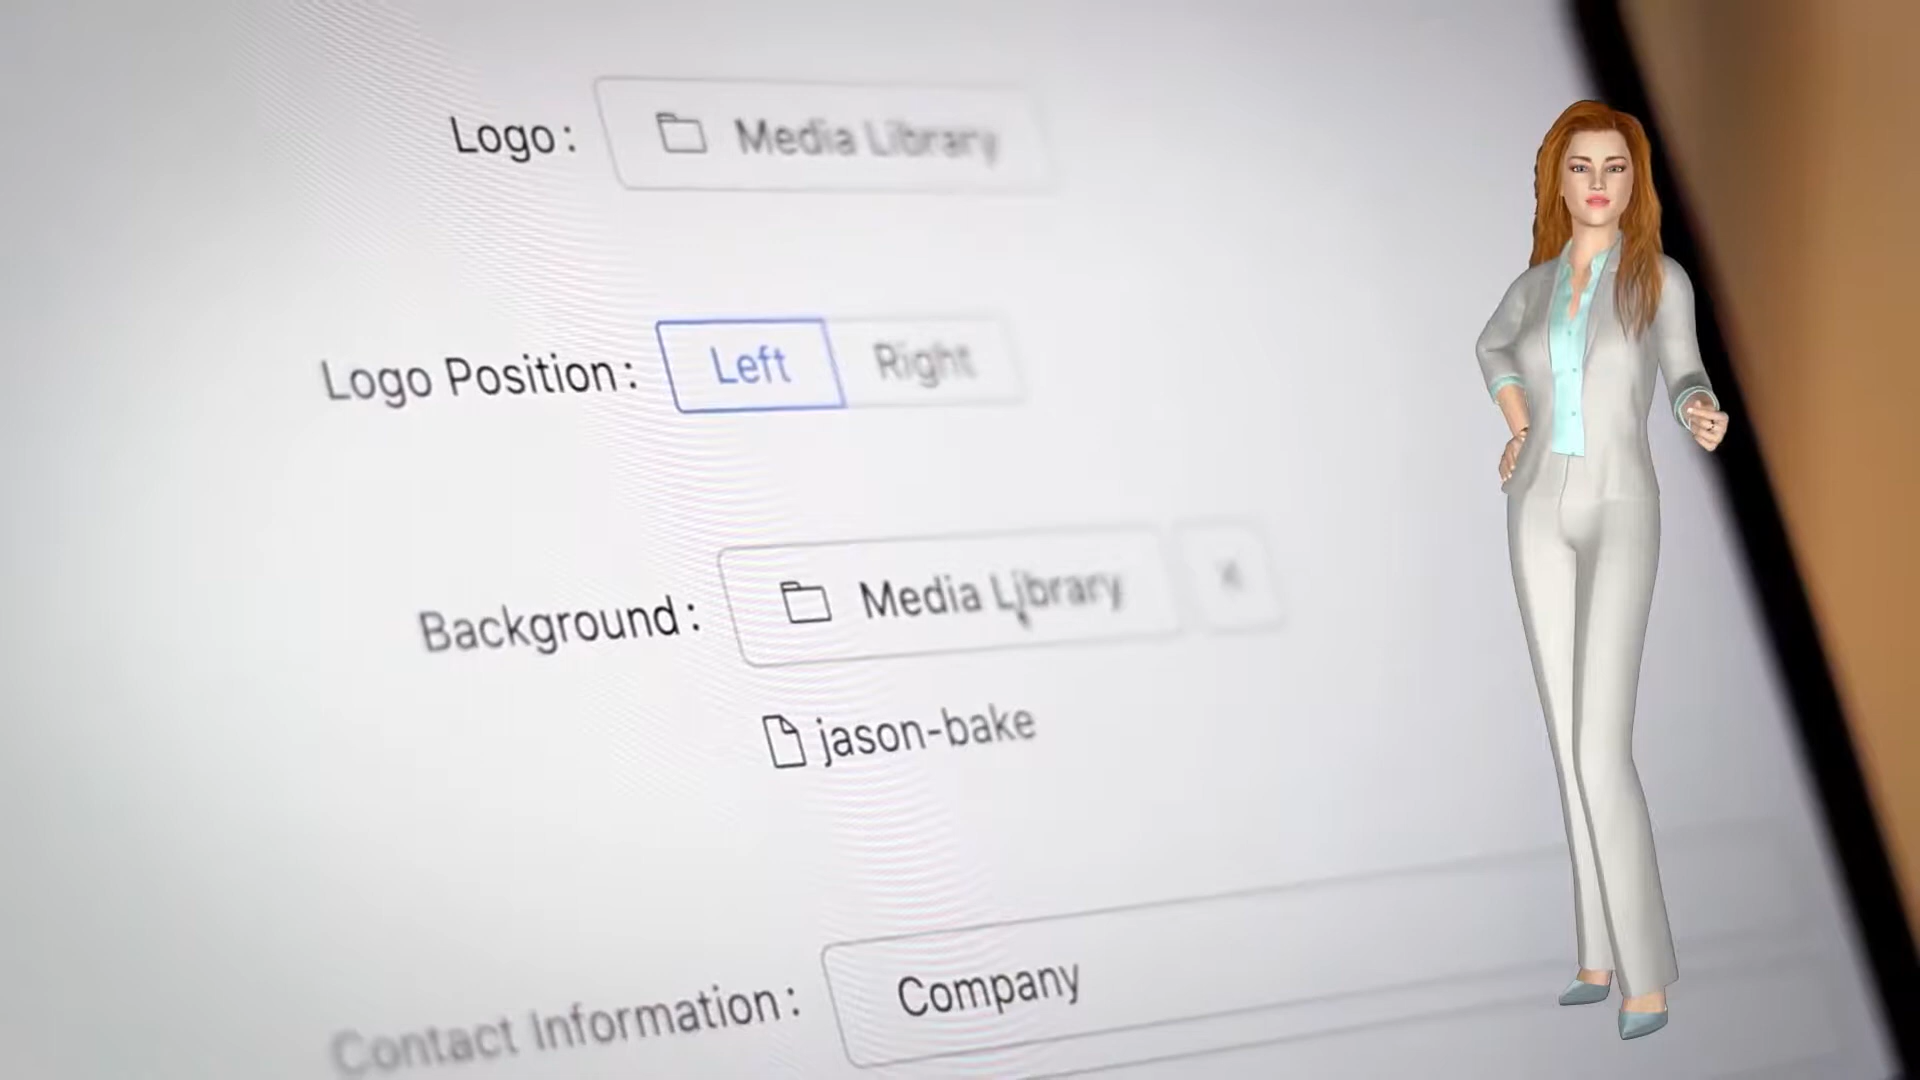 Logo: Media Library
Logo Position: Left Right
Background: Media Library
jason-bake
Contact Information: Company